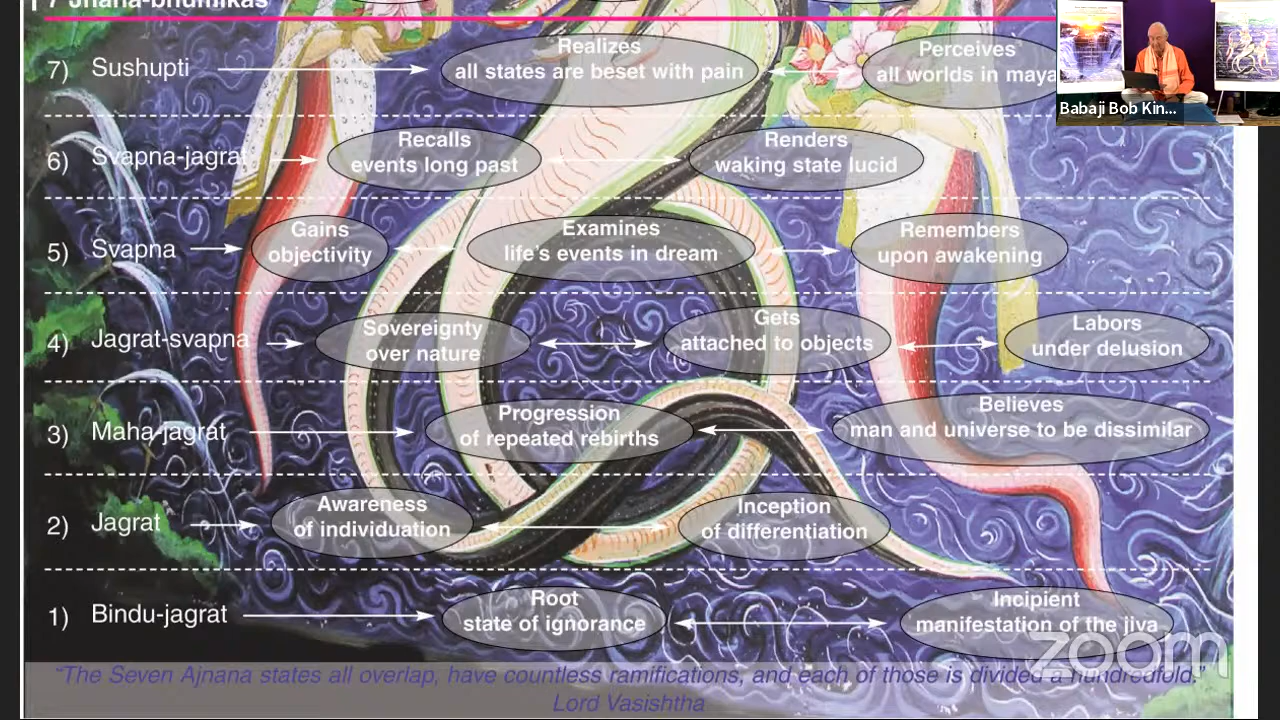 7 Jnana-bhumikas
7) Sushupti
Realizes
all states are beset with pain
Perceives
all worlds in maya
Babaji Bob Kin...
6) Svapna-jagrat
Recalls
events long past
Renders
waking state lucid
5) Svapna
Gains
objectivity
Examines
life's events in dream
Remembers
upon awakening
4) Jagrat-svapna
Sovereignty
over nature
Gets
attached to objects
Labors
under delusion
3) Maha-jagrat
Progression
of repeated rebirths
Believes
man and universe to be dissimilar
2) Jagrat
Awareness
of individuation
Inception
of differentiation
1) Bindu-jagrat
Root
state of ignorance
Incipient
manifestation of the jiva
zoom
"The Seven Ajnana states all overlap, have countless ramifications, and each of those is divided a hundredfold."
Lord Vasishtha